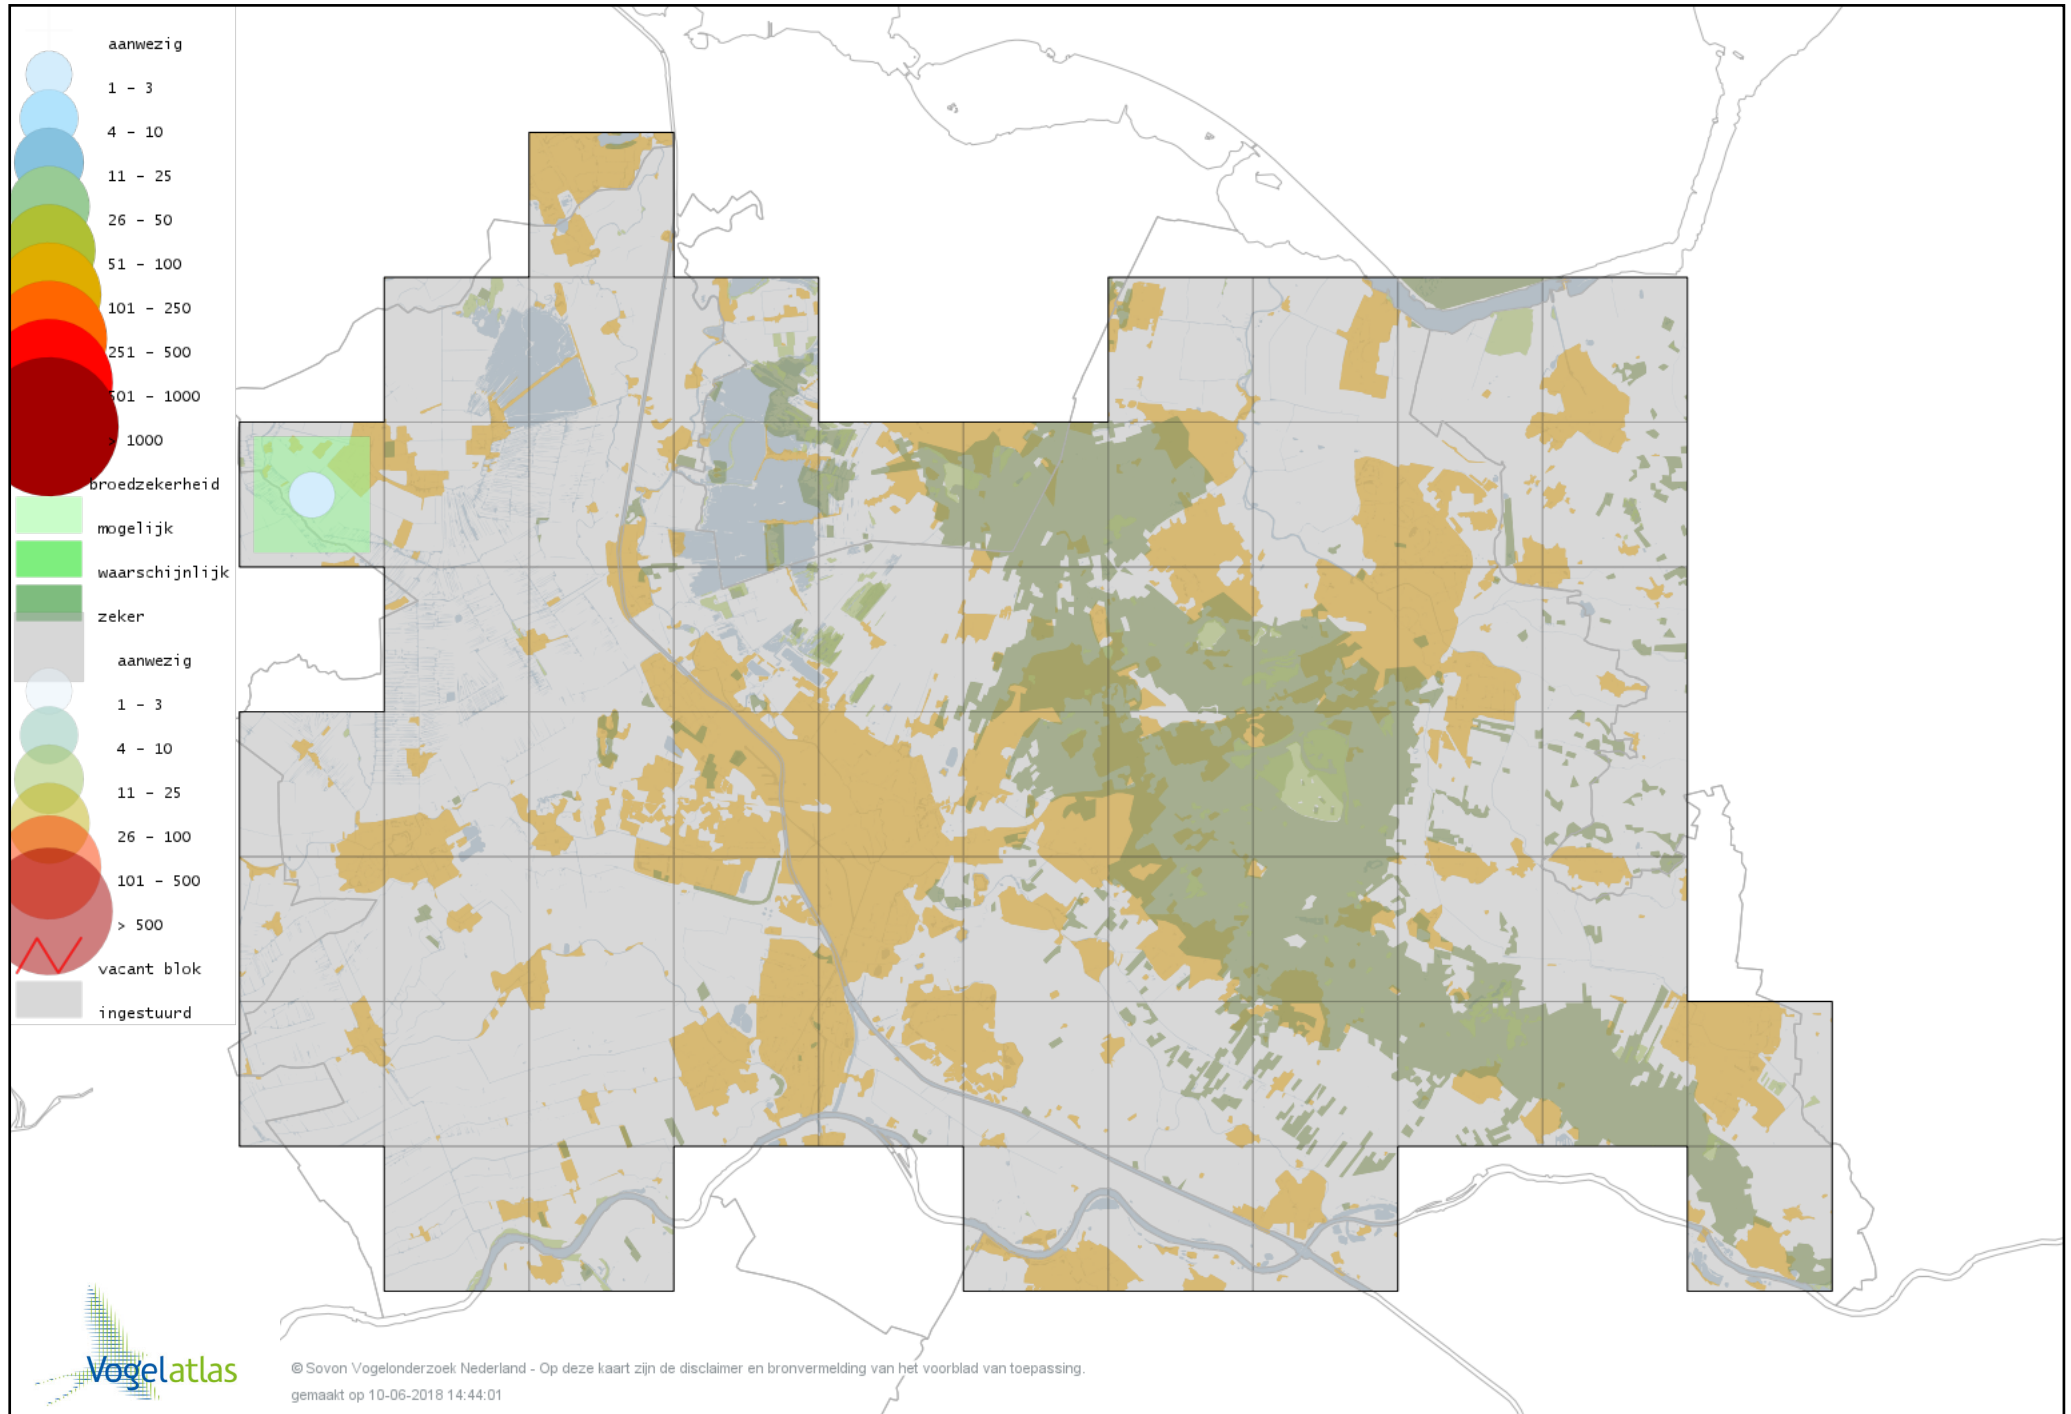 aanwezig
1 - 3
4 - 10
11 - 25
26 - 50
51 - 100
101 - 250
251 - 500
501 - 1000
> 1000
broedzekerheid
mogelijk
waarschijnlijk
zeker
aanwezig
1 - 3
4 - 10
11 - 25
26 - 100
101 - 500
> 500
vacant blok
ingestuurd
Vogelatlas
© Sovon Vogelonderzoek Nederland - Op deze kaart zijn de disclaimer en bronvermelding van het voorblad van toepassing.
gemaakt op 10-06-2018 14:44:01